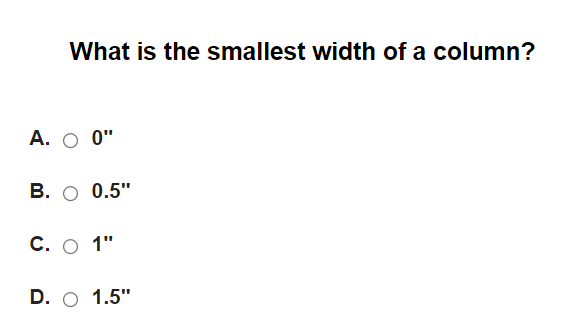 What is the smallest width of a column?
A. 0"
B. 0.5"
C. 1"
D. 1.5"